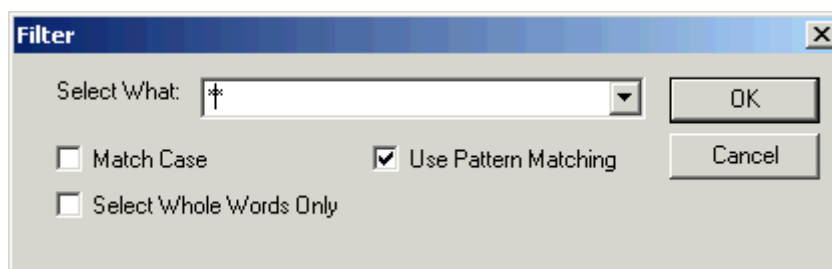 Filter
Select What: *
OK
Match Case
Use Pattern Matching
Cancel
Select Whole Words Only